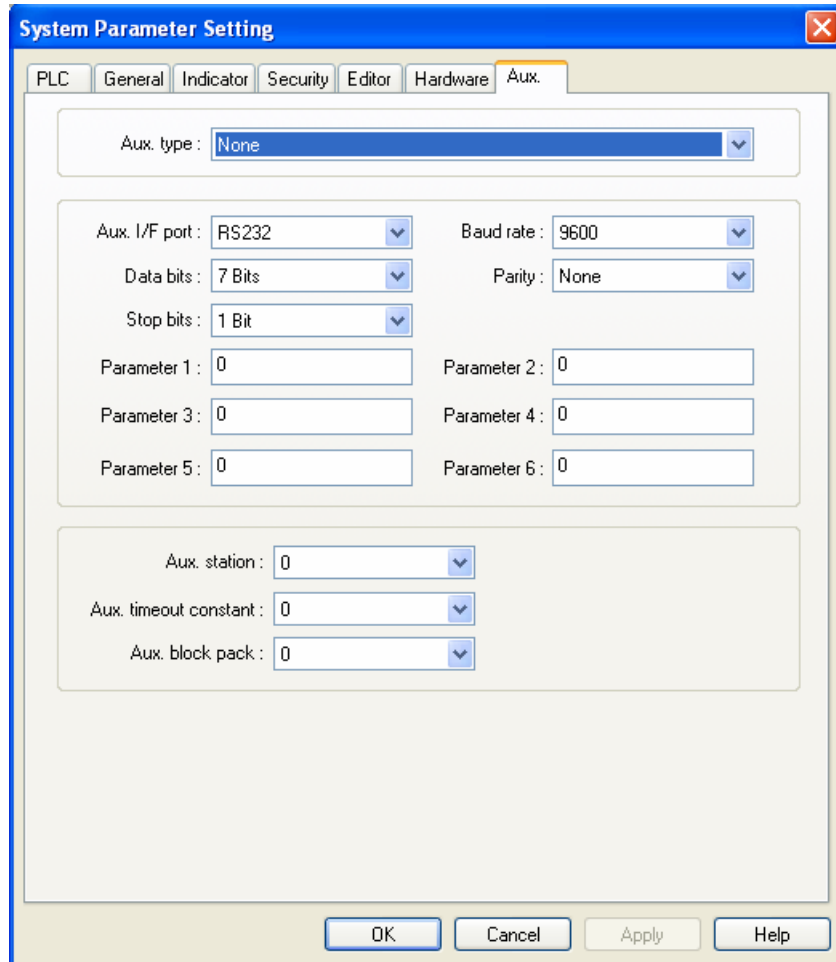 System Parameter Setting
PLC General Indicator Security Editor Hardware Aux.
Aux. type : None
Aux. I/F port : RS232 Baud rate : 9600
Data bits : 7 Bits Parity : None
Stop bits : 1 Bit
Parameter 1 : 0 Parameter 2 : 0
Parameter 3 : 0 Parameter 4 : 0
Parameter 5 : 0 Parameter 6 : 0
Aux. station : 0
Aux. timeout constant : 0
Aux. block pack : 0
OK Cancel Apply Help